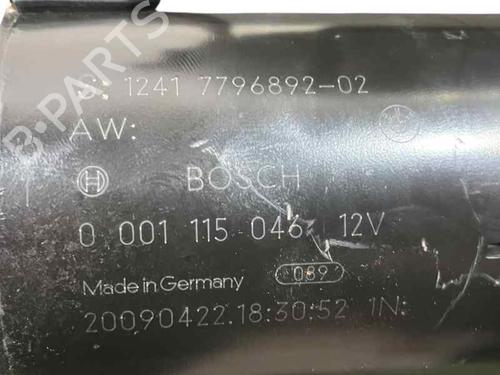 S: 1241 7796892-02
AW:
BOSCH
0 001 115 046 12V
Made in Germany 089
20090422.18:30:52 1N:
B-PARTS